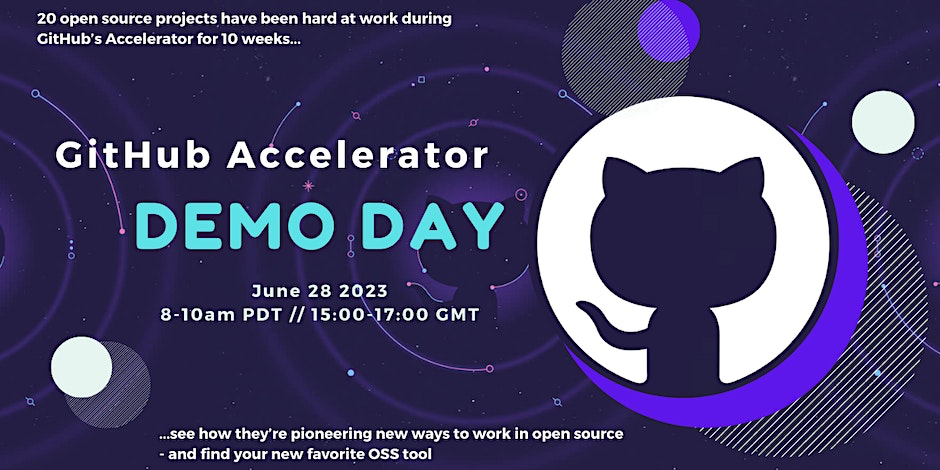 20 open source projects have been hard at work during
GitHub’s Accelerator for 10 weeks...
GitHub Accelerator
DEMO DAY
June 28 2023
8-10am PDT // 15:00-17:00 GMT
...see how they’re pioneering new ways to work in open source
- and find your new favorite OSS tool